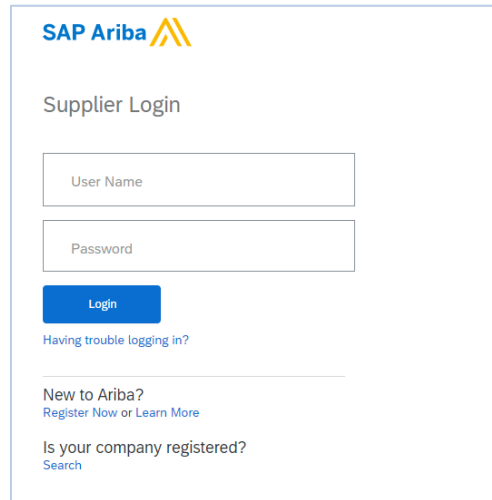 SAP Ariba
Supplier Login
User Name
Password
Login
Having trouble logging in?
New to Ariba?
Register Now or Learn More
Is your company registered?
Search